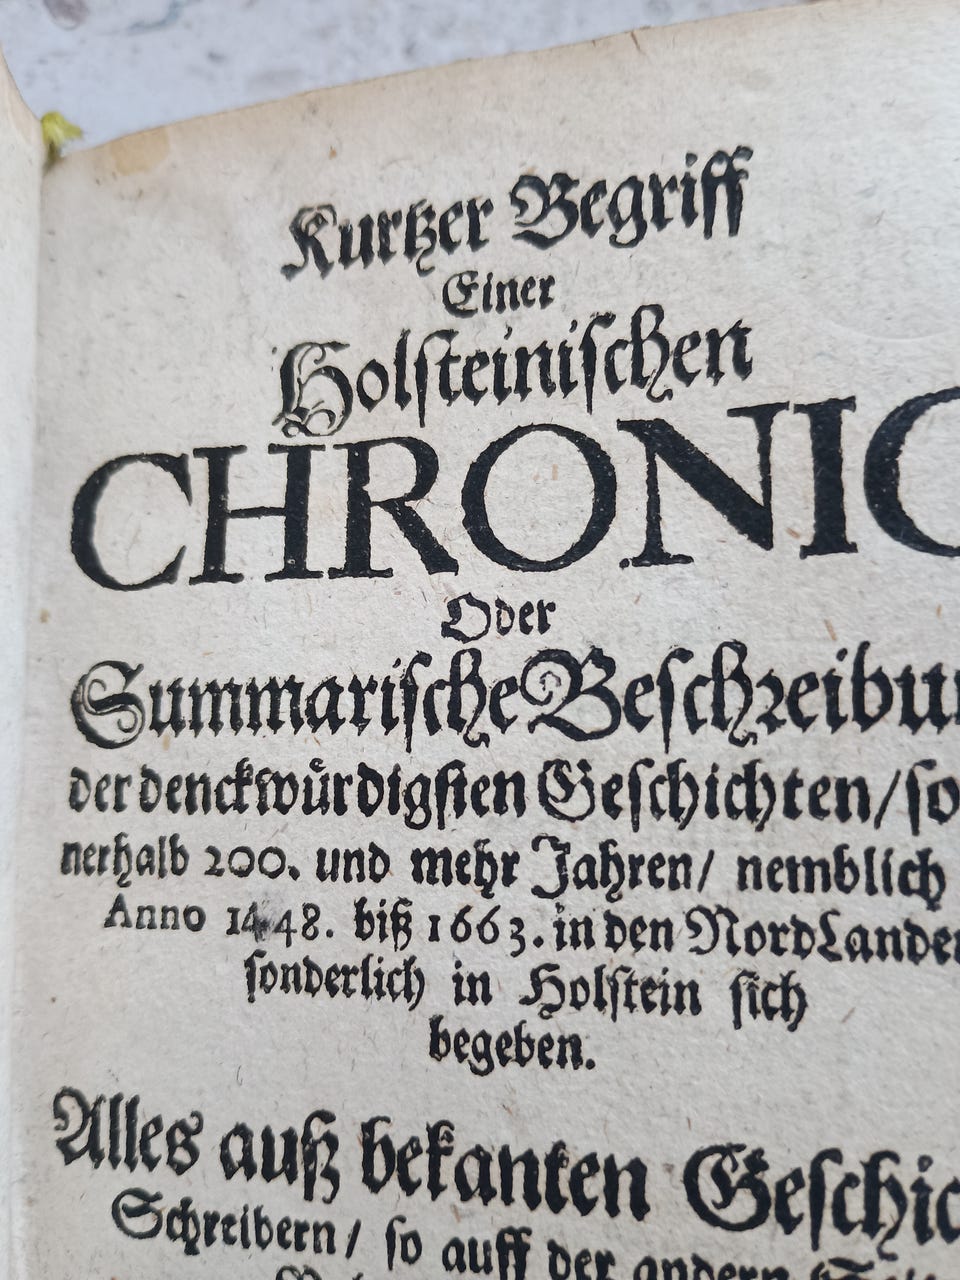 Kurtzer Begriff
Einer
Holsteinischen
CHRONIC
Oder
Summarische Beschreibun
der denckwürdigsten Geschichten / so
nerhalb 200. und mehr Jahren / nemblich
Anno 1448. biß 1663. in den NordLanden
sonderlich in Holstein sich
begeben.
Alles auß bekanten Geschic
Schreibern / so auff der andern